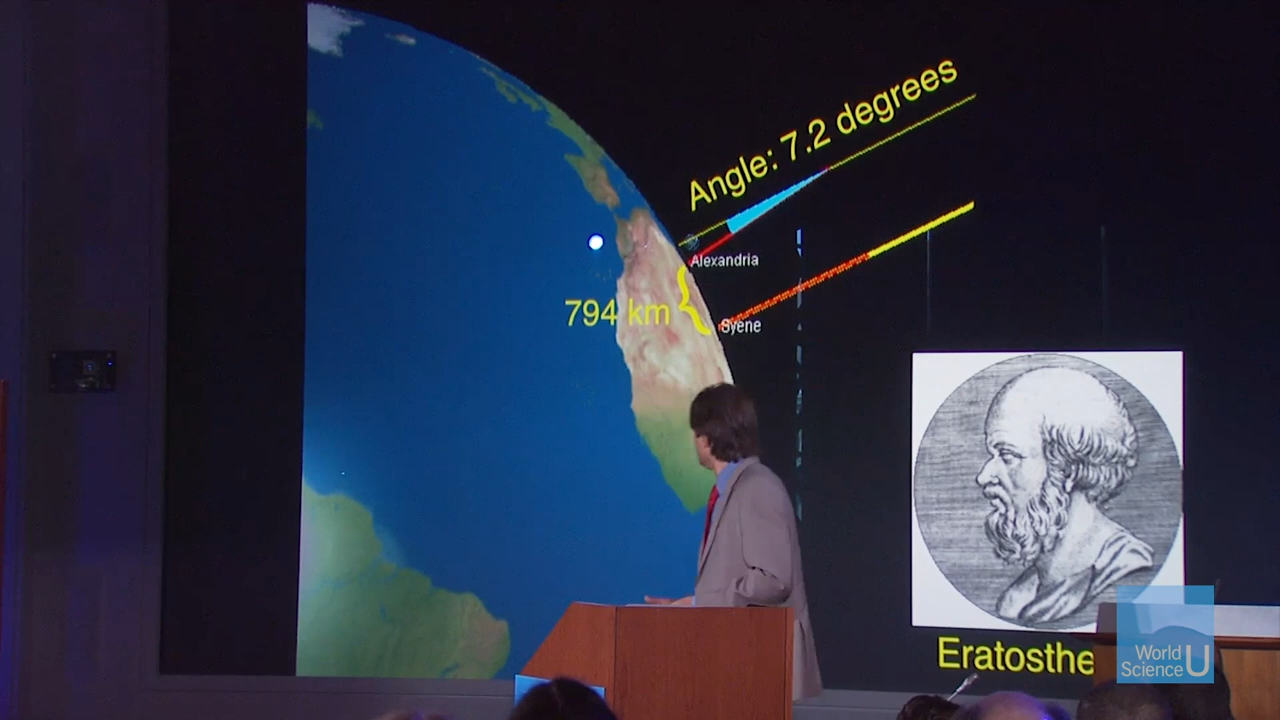 Angle: 7.2 degrees
Alexandria
794 km
Syene
Eratosthe
World
Science U